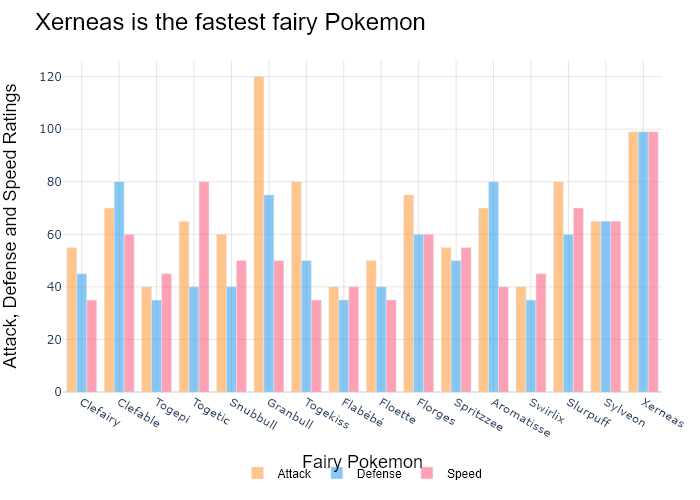 Xerneas is the fastest fairy Pokemon
Attack, Defense and Speed Ratings
120
100
80
60
40
20
0
Clefairy
Clefable
Togepi
Togetic
Snubbull
Granbull
Togekiss
Flabébé
Floette
Florges
Spritzzee
Aromatisse
Swirlix
Slurpuff
Sylveon
Xerneas
Fairy Pokemon
Attack
Defense
Speed